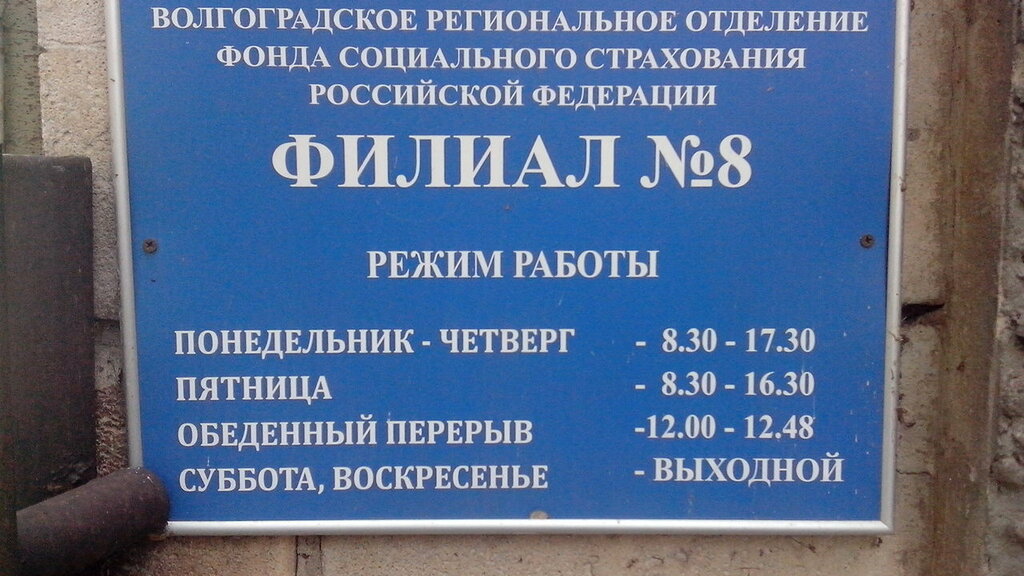 ВОЛГОГРАДСКОЕ РЕГИОНАЛЬНОЕ ОТДЕЛЕНИЕ
ФОНДА СОЦИАЛЬНОГО СТРАХОВАНИЯ
РОССИЙСКОЙ ФЕДЕРАЦИИ
ФИЛИАЛ №8
РЕЖИМ РАБОТЫ
ПОНЕДЕЛЬНИК - ЧЕТВЕРГ - 8.30 - 17.30
ПЯТНИЦА - 8.30 - 16.30
ОБЕДЕННЫЙ ПЕРЕРЫВ -12.00 - 12.48
СУББОТА, ВОСКРЕСЕНЬЕ - ВЫХОДНОЙ